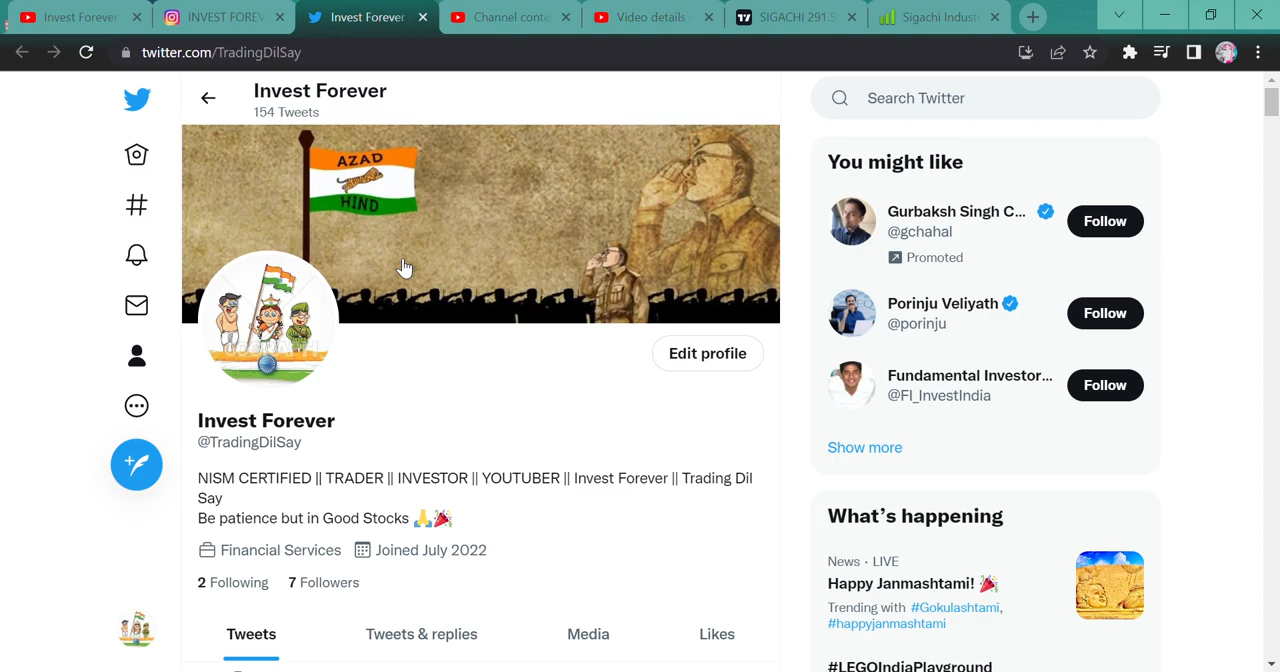 Invest Forever
INVEST FOREV
Invest Forever
Channel conte
Video details -
SIGACHI 291.5
Sigachi Indust
twitter.com/TradingDilSay
Invest Forever
154 Tweets
AZAD
HIND
Edit profile
Invest Forever
@TradingDilSay
NISM CERTIFIED || TRADER || INVESTOR || YOUTUBER || Invest Forever || Trading Dil
Say
Be patience but in Good Stocks 🙏🎉
Financial Services Joined July 2022
2 Following 7 Followers
Tweets Tweets & replies Media Likes
Search Twitter
You might like
Gurbaksh Singh C...
@gchahal
Promoted
Follow
Porinju Veliyath
@porinju
Follow
Fundamental Investor...
@FI_InvestIndia
Follow
Show more
What's happening
News · LIVE
Happy Janmashtami! 🎉
Trending with #Gokulashtami,
#happyjanmashtami
#LEGOIndiaPlayground